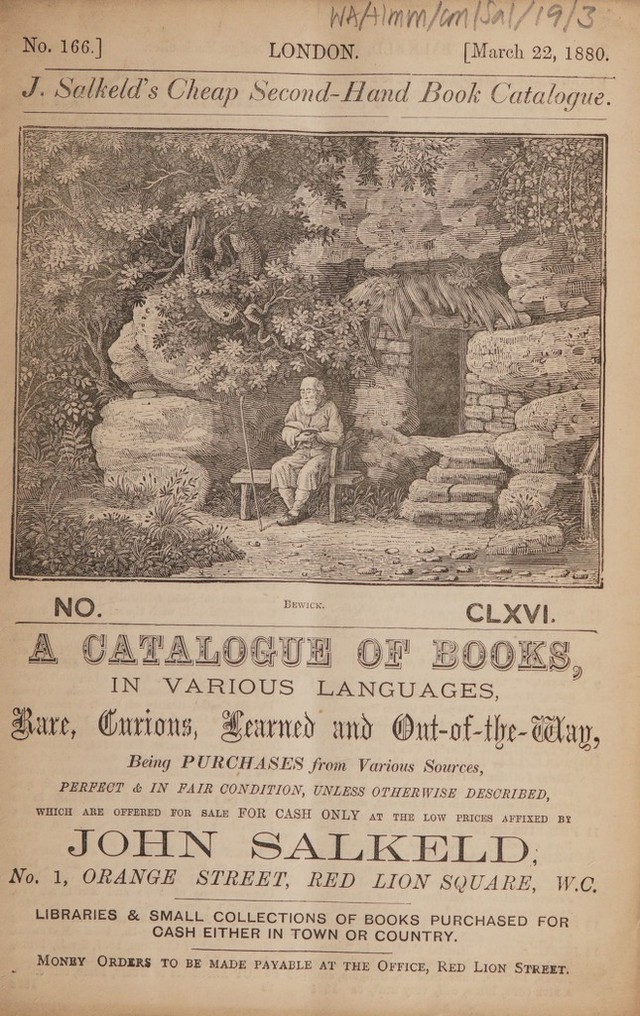 WA/HMM/CM/Sal/19/3
No. 166.] LONDON. [March 22, 1880.
J. Salkeld's Cheap Second-Hand Book Catalogue.
NO. BEWICK. CLXVI.
A CATALOGUE OF BOOKS,
IN VARIOUS LANGUAGES,
Rare, Curious, Learned and Out-of-the-Way,
Being PURCHASES from Various Sources,
PERFECT & IN FAIR CONDITION, UNLESS OTHERWISE DESCRIBED,
WHICH ARE OFFERED FOR SALE FOR CASH ONLY AT THE LOW PRICES AFFIXED BY
JOHN SALKELD,
No. 1, ORANGE STREET, RED LION SQUARE, W.C.
LIBRARIES & SMALL COLLECTIONS OF BOOKS PURCHASED FOR
CASH EITHER IN TOWN OR COUNTRY.
MONEY ORDERS TO BE MADE PAYABLE AT THE OFFICE, RED LION STREET.